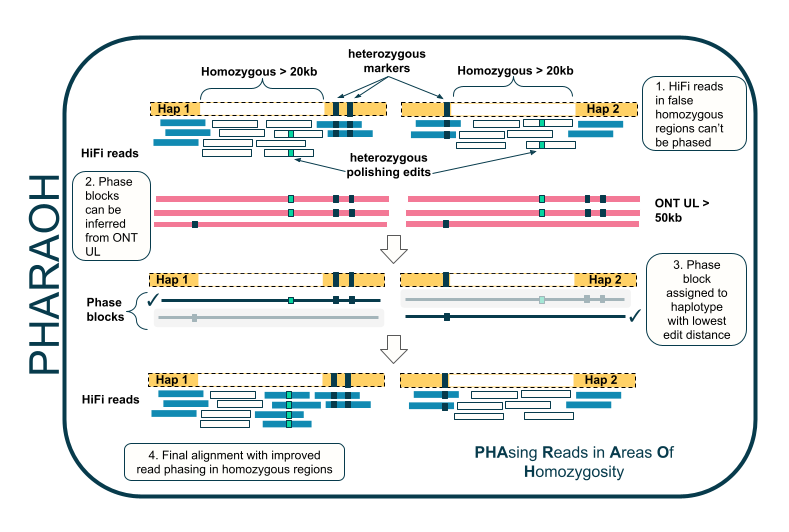 PHARAOH
heterozygous
markers
Homozygous > 20kb
Homozygous > 20kb
Hap 1
Hap 2
1. HiFi reads
in false
homozygous
regions can't
be phased
HiFi reads
heterozygous
polishing edits
2. Phase
blocks
can be
inferred
from ONT
UL
ONT UL >
50kb
Hap 1
Hap 2
Phase
blocks
3. Phase
block
assigned to
haplotype
with lowest
edit distance
Hap 1
Hap 2
HiFi reads
4. Final alignment with improved
read phasing in homozygous regions
PHAsing Reads in Areas Of
Homozygosity